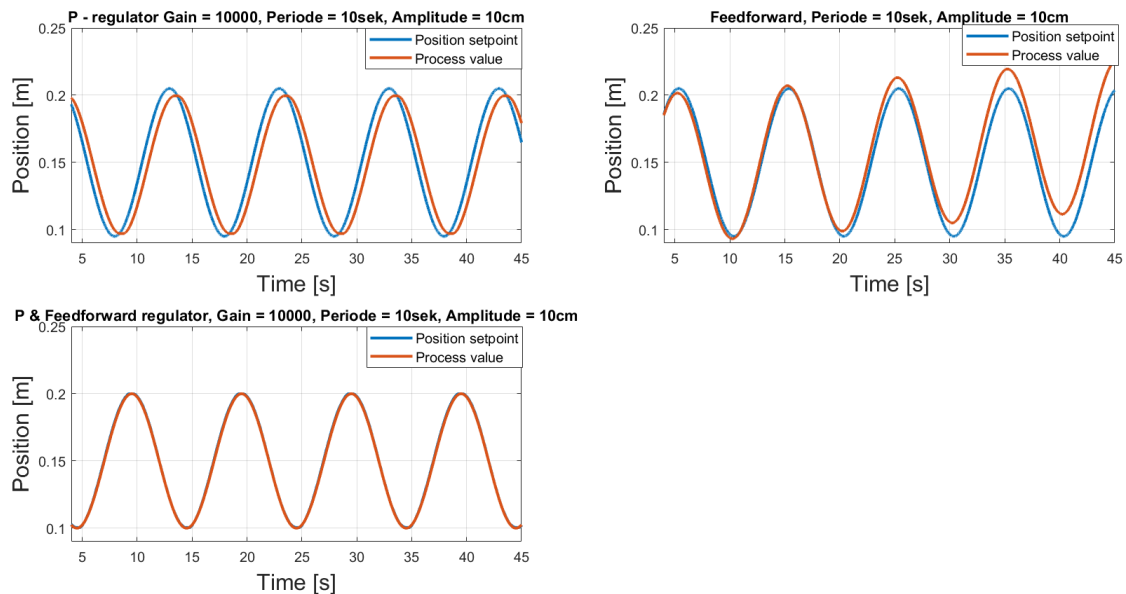 P - regulator Gain = 10000, Periode = 10sek, Amplitude = 10cm
Position setpoint
Process value
0.25
0.2
0.15
0.1
Position [m]
5 10 15 20 25 30 35 40 45
Time [s]
Feedforward, Periode = 10sek, Amplitude = 10cm
Position setpoint
Process value
0.25
0.2
0.15
0.1
Position [m]
5 10 15 20 25 30 35 40 45
Time [s]
P & Feedforward regulator, Gain = 10000, Periode = 10sek, Amplitude = 10cm
Position setpoint
Process value
0.25
0.2
0.15
0.1
Position [m]
5 10 15 20 25 30 35 40 45
Time [s]